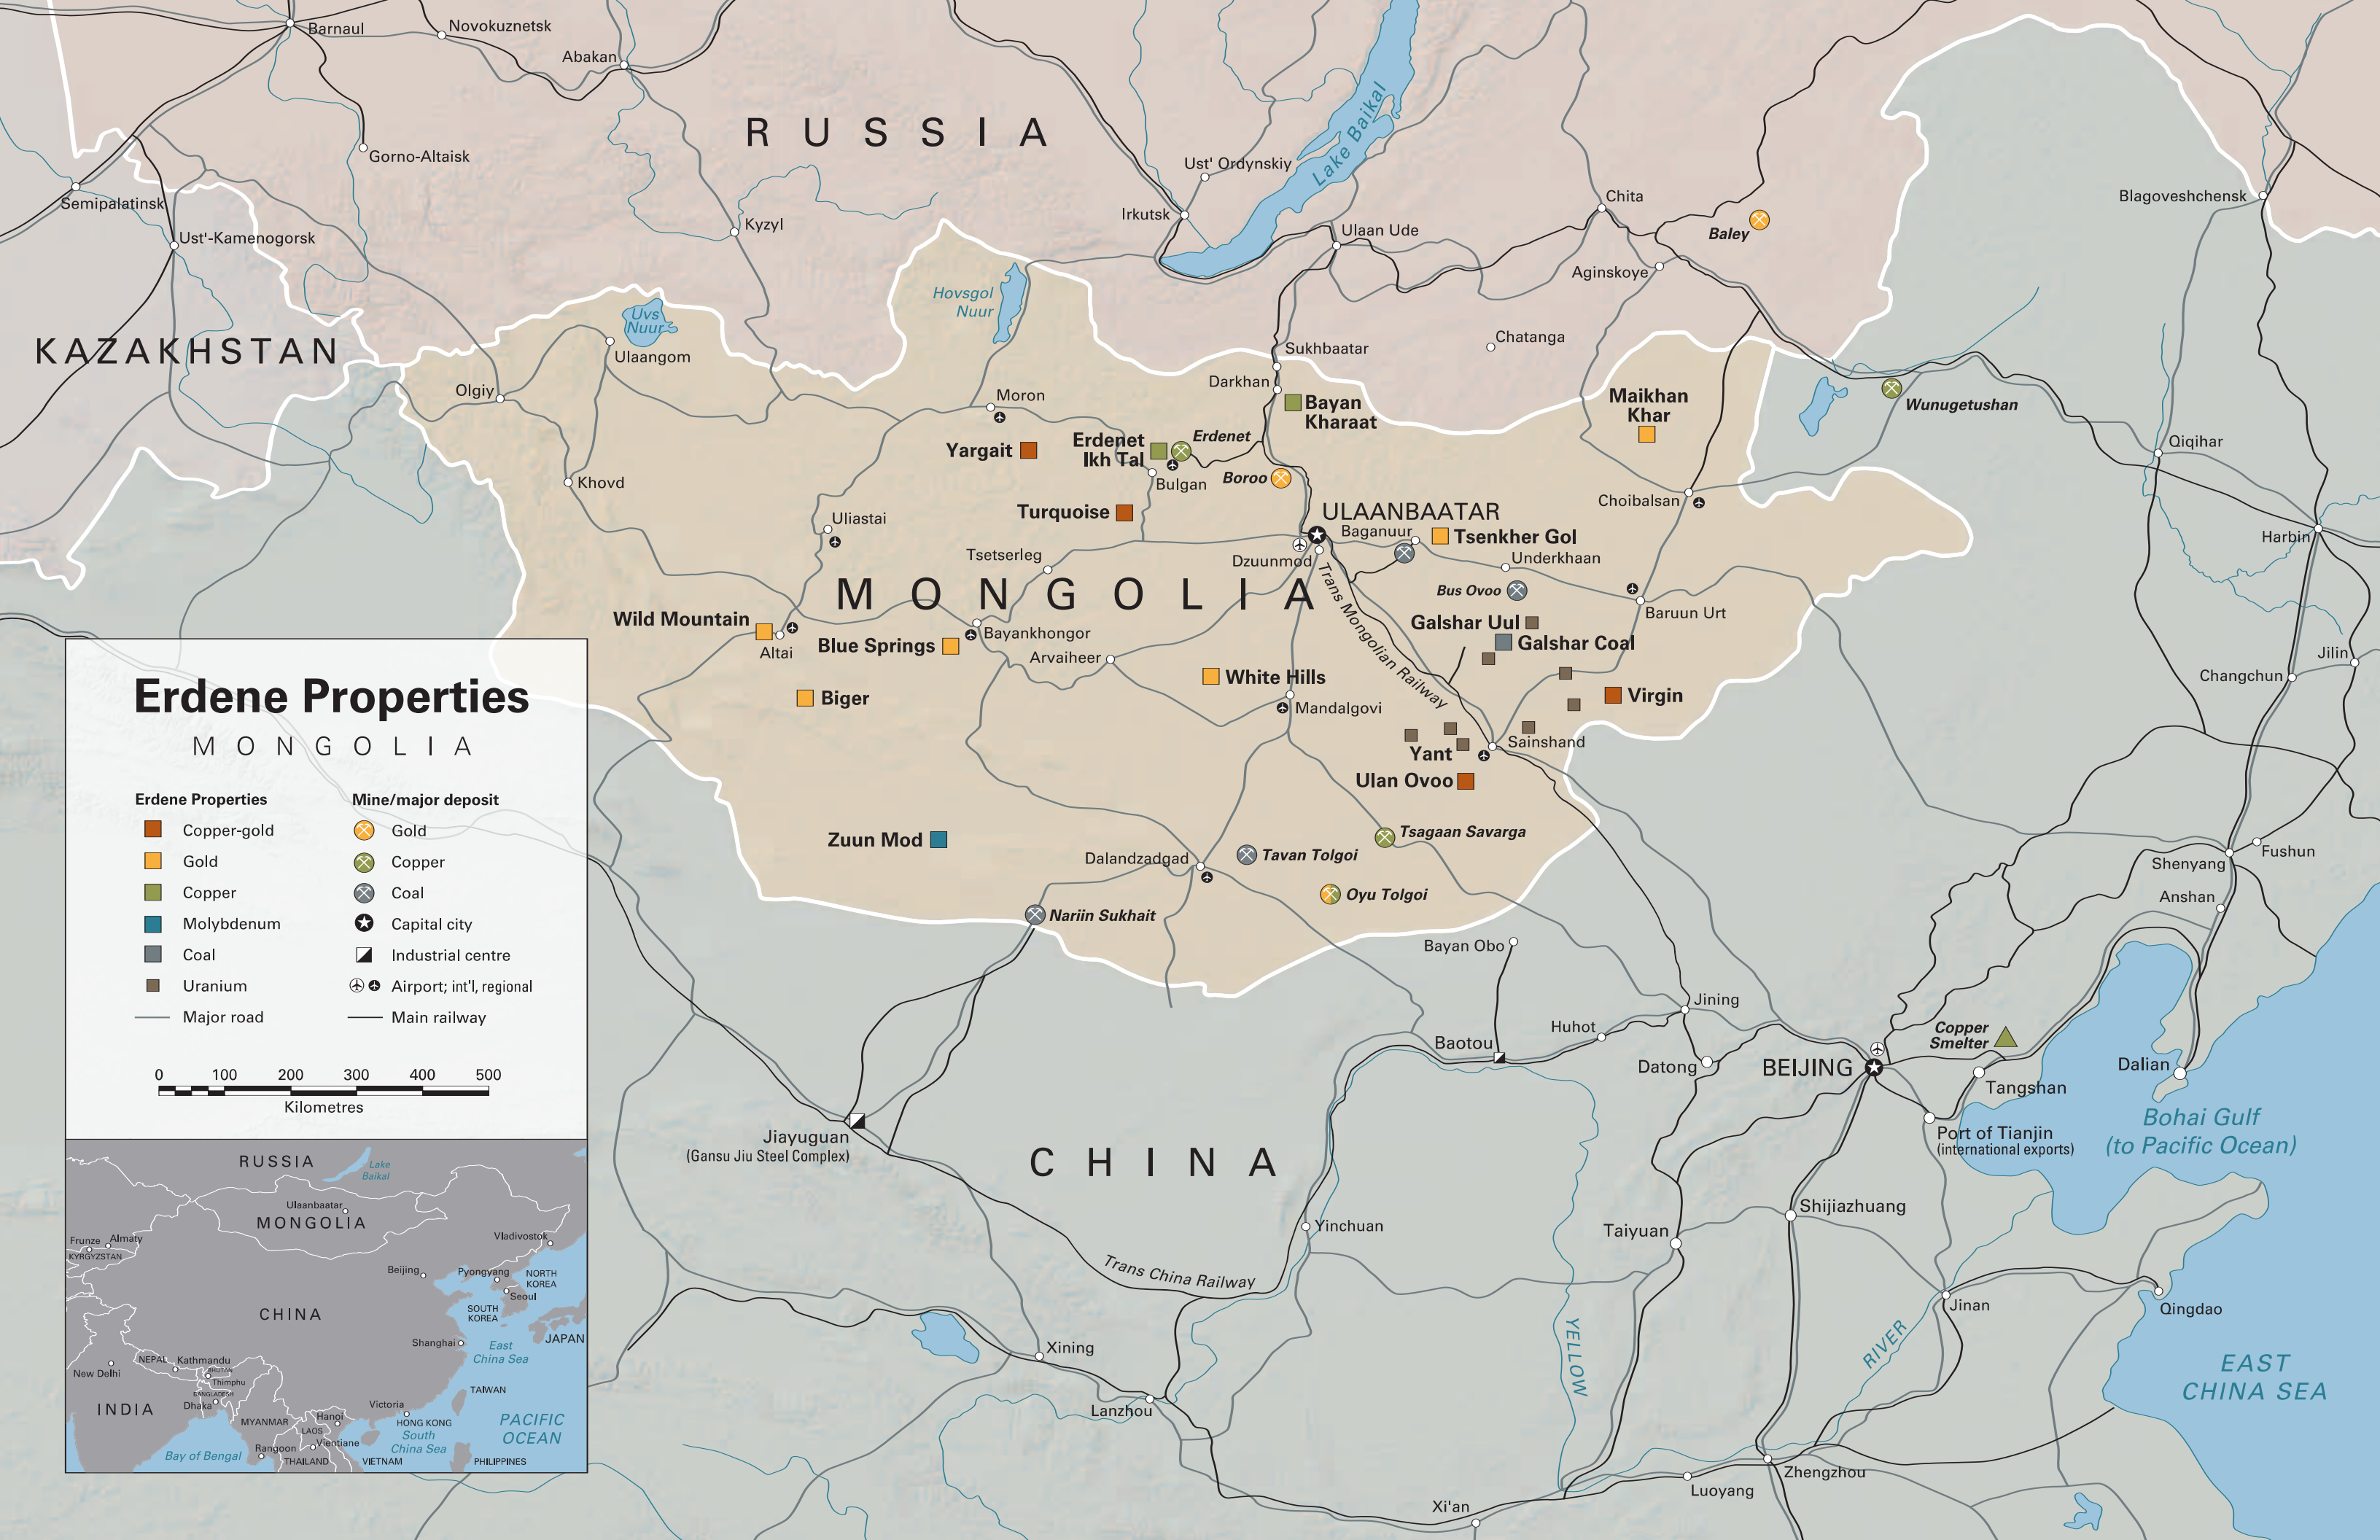 Barnaul
Novokuznetsk
Abakan
RUSSIA
Gorno-Altaisk
Semipalatinsk
Ust'-Kamenogorsk
Kyzyl
Ust' Ordynskiy
Irkutsk
Lake Baikal
Ulaan Ude
Chita
Baley
Aginskoye
Blagoveshchensk
KAZAKHSTAN
Uvs
Nuur
Hovsgol
Nuur
Ulaangom
Olgiy
Sukhbaatar
Chatanga
Darkhan
Moron
Bayan
Kharaat
Maikhan
Khar
Wunugetushan
Yargait
Erdenet
Ikh Tal
Erdenet
Boroo
Bulgan
Qiqihar
Khovd
Choibalsan
Turquoise
Uliastai
ULAANBAATAR
Baganuur
Tsenkher Gol
Harbin
Tsetserleg
Dzuunmod
Underkhaan
MONGOLIA
Trans Mongolian Railway
Bus Ovoo
Baruun Urt
Wild Mountain
Altai
Blue Springs
Bayankhongor
Arvaiheer
Galshar Uul
Galshar Coal
Jilin
Changchun
White Hills
Biger
Mandalgovi
Virgin
Sainshand
Yant
Ulan Ovoo
Zuun Mod
Tsagaan Savarga
Dalandzadgad
Tavan Tolgoi
Oyu Tolgoi
Nariin Sukhait
Shenyang
Fushun
Anshan
Bayan Obo
Jining
Huhot
Baotou
Datong
BEIJING
Copper
Smelter
Tangshan
Dalian
Port of Tianjin
(international exports)
Bohai Gulf
(to Pacific Ocean)
Jiayuguan
(Gansu Jiu Steel Complex)
CHINA
Yinchuan
Taiyuan
Shijiazhuang
Trans China Railway
Jinan
Qingdao
YELLOW
RIVER
EAST
CHINA SEA
Xining
Lanzhou
Zhengzhou
Luoyang
Xi'an
Erdene Properties
MONGOLIA
Erdene Properties
Copper-gold
Gold
Copper
Molybdenum
Coal
Uranium
Major road
Mine/major deposit
Gold
Copper
Coal
Capital city
Industrial centre
Airport; int'l, regional
Main railway
0 100 200 300 400 500
Kilometres
RUSSIA
Lake
Baikal
Ulaanbaatar
MONGOLIA
Vladivostok
Frunze
Almaty
KYRGYZSTAN
Beijing
Pyongyang
NORTH
KOREA
Seoul
SOUTH
KOREA
CHINA
Shanghai
JAPAN
East
China Sea
NEPAL
Kathmandu
BHUTAN
Thimphu
New Delhi
BANGLADESH
Dhaka
TAIWAN
INDIA
Victoria
HONG KONG
MYANMAR
Hanoi
LAOS
South
China Sea
PACIFIC
OCEAN
Bay of Bengal
Rangoon
Vientiane
THAILAND
VIETNAM
PHILIPPINES